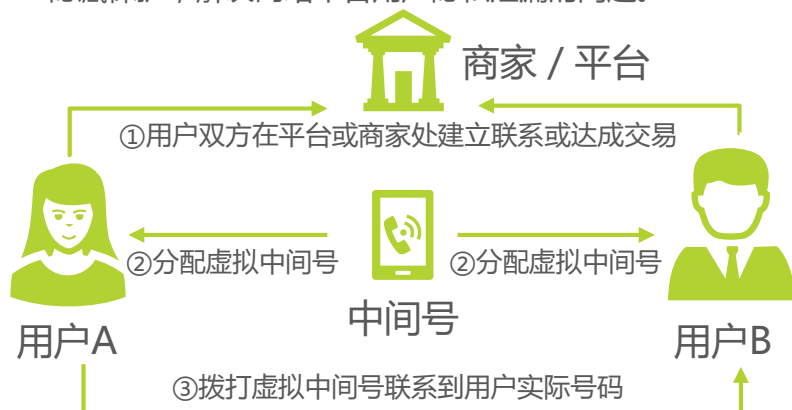 商家 / 平台
①用户双方在平台或商家处建立联系或达成交易
②分配虚拟中间号
②分配虚拟中间号
中间号
用户A
用户B
③拨打虚拟中间号联系到用户实际号码